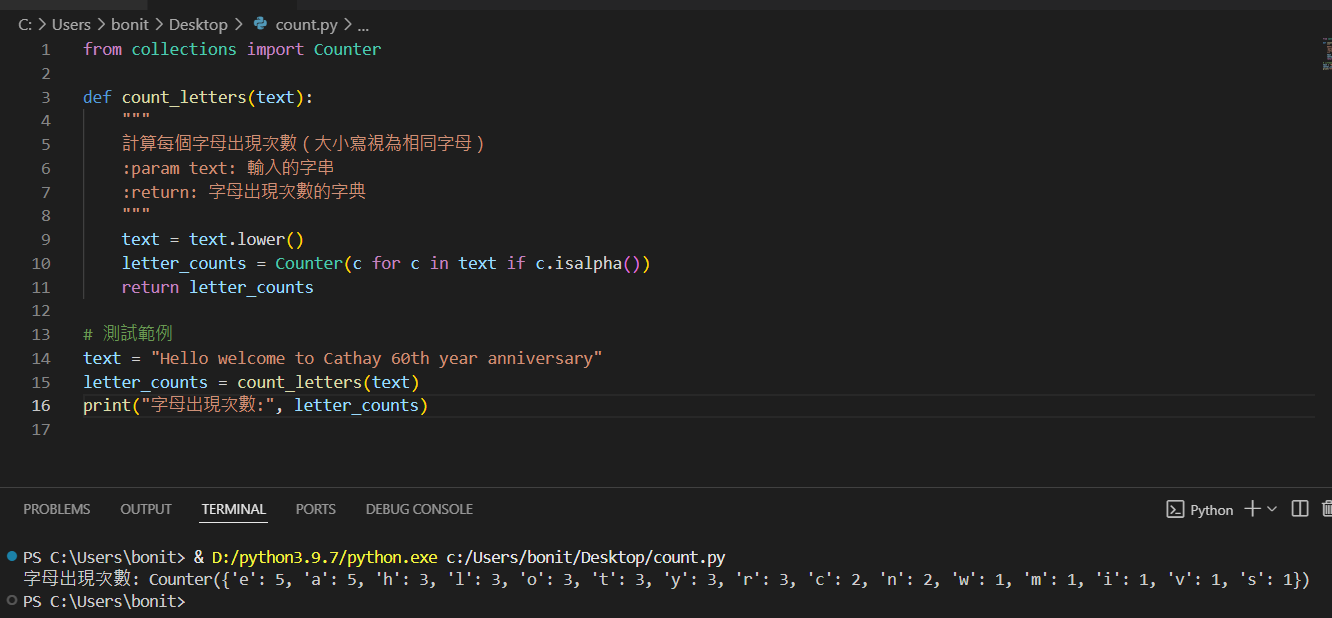 C: > Users > bonit > Desktop > count.py > ...
1 from collections import Counter
2
3 def count_letters(text):
4     """
5     計算每個字母出現次數（大小寫視為相同字母）
6     :param text: 輸入的字串
7     :return: 字母出現次數的字典
8     """
9     text = text.lower()
10     letter_counts = Counter(c for c in text if c.isalpha())
11     return letter_counts
12
13 # 測試範例
14 text = "Hello welcome to Cathay 60th year anniversary"
15 letter_counts = count_letters(text)
16 print("字母出現次數:", letter_counts)
17
PROBLEMS OUTPUT TERMINAL PORTS DEBUG CONSOLE Python
PS C:\Users\bonit> & D:/python3.9.7/python.exe c:/Users/bonit/Desktop/count.py
字母出現次數: Counter({'e': 5, 'a': 5, 'h': 3, 'l': 3, 'o': 3, 't': 3, 'y': 3, 'r': 3, 'c': 2, 'n': 2, 'w': 1, 'm': 1, 'i': 1, 'v': 1, 's': 1})
PS C:\Users\bonit>